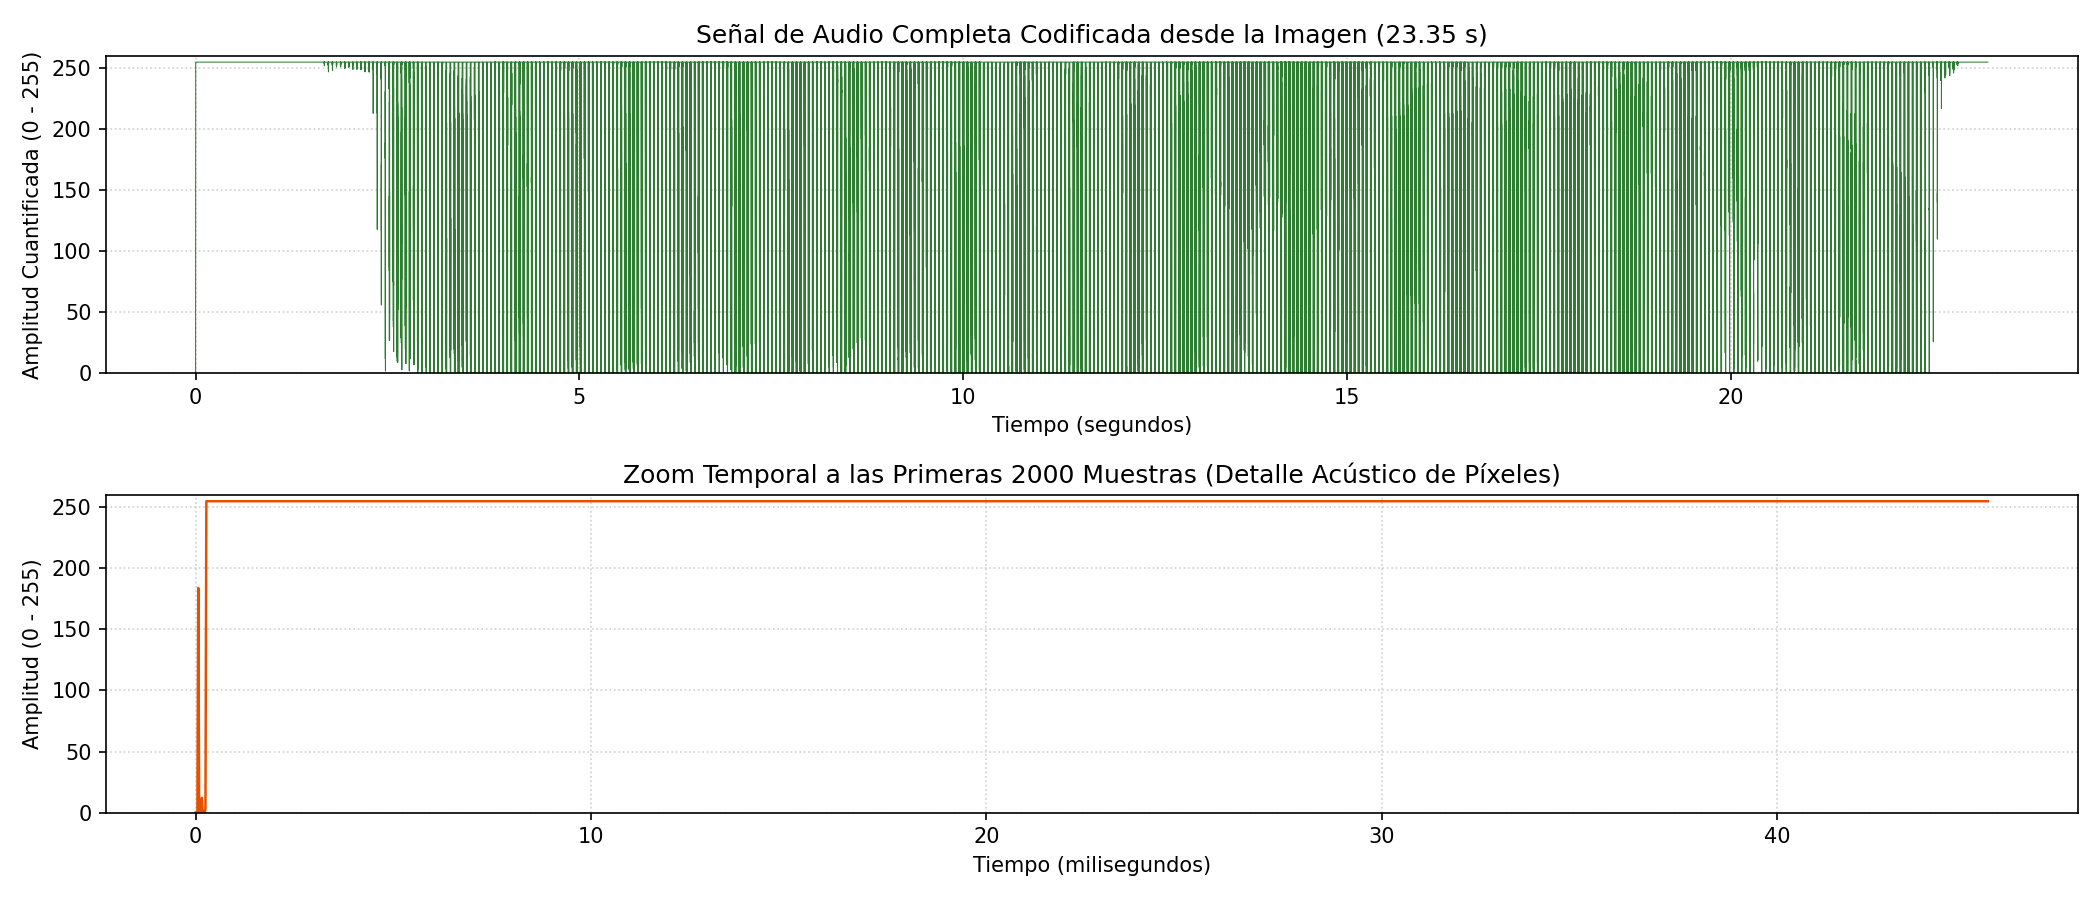 Señal de Audio Completa Codificada desde la Imagen (23.35 s)
Amplitud Cuantificada (0 - 255)
250
200
150
100
50
0
0 5 10 15 20
Tiempo (segundos)
Zoom Temporal a las Primeras 2000 Muestras (Detalle Acústico de Píxeles)
Amplitud (0 - 255)
250
200
150
100
50
0
0 10 20 30 40
Tiempo (milisegundos)